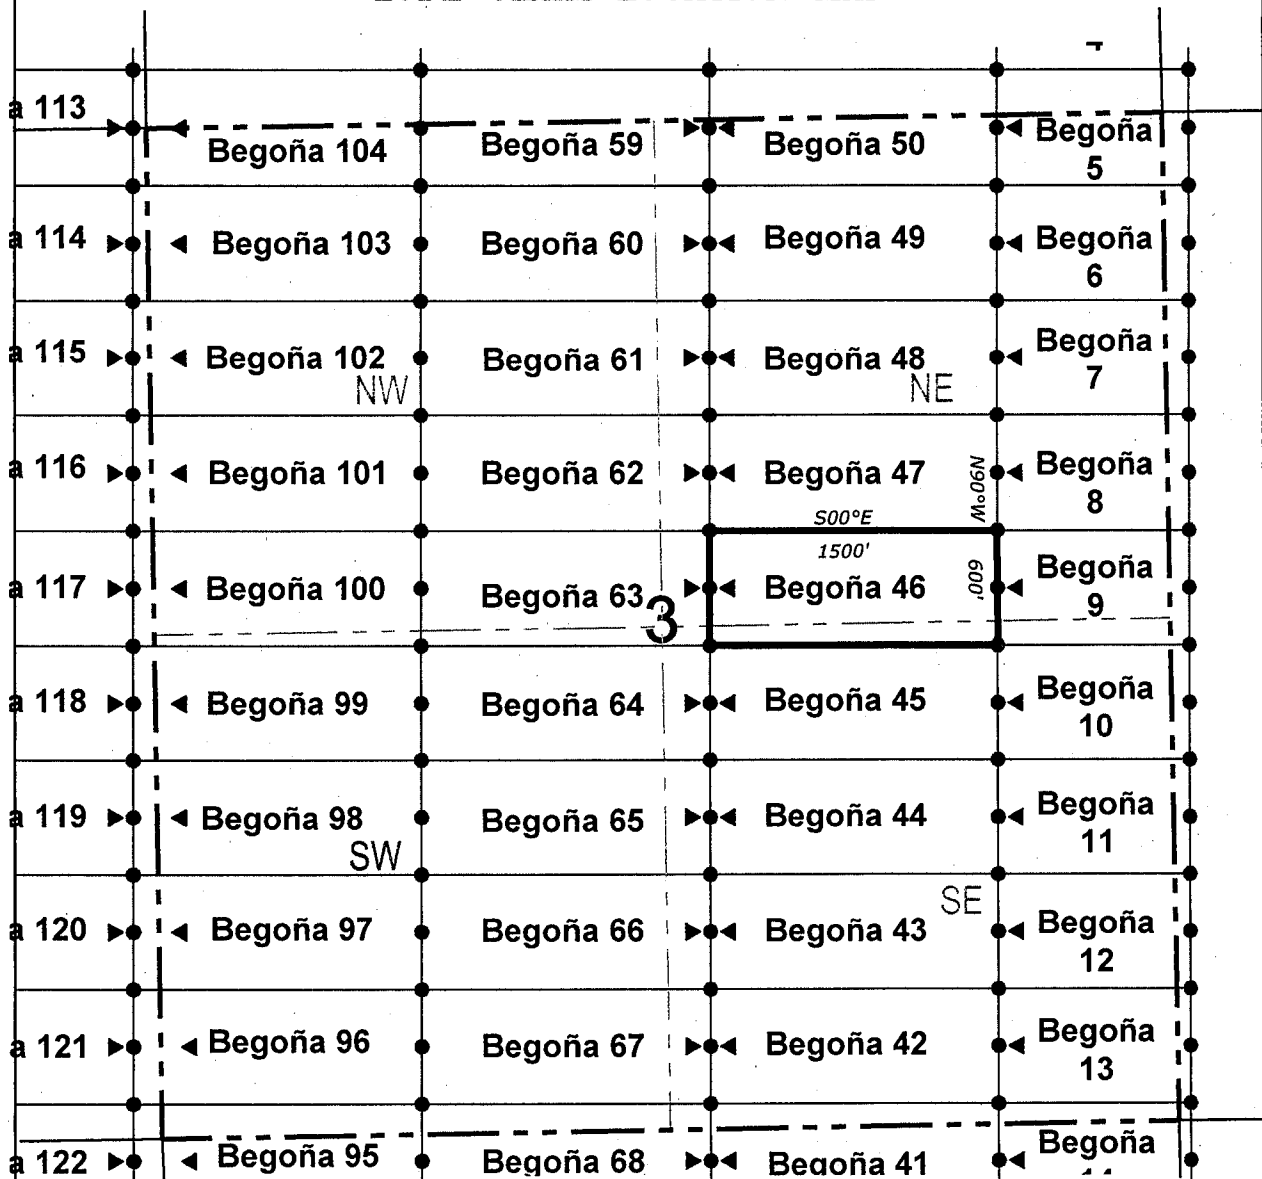 a 113
Begoña 104
Begoña 59
Begoña 50
Begoña
5
a 114
Begoña 103
Begoña 60
Begoña 49
Begoña
6
a 115
Begoña 102
Begoña 61
Begoña 48
Begoña
7
NW
NE
a 116
Begoña 101
Begoña 62
Begoña 47
Begoña
8
N90°W
S00°E
1500'
600'
a 117
Begoña 100
Begoña 63
Begoña 46
Begoña
9
3
a 118
Begoña 99
Begoña 64
Begoña 45
Begoña
10
a 119
Begoña 98
Begoña 65
Begoña 44
Begoña
11
SW
SE
a 120
Begoña 97
Begoña 66
Begoña 43
Begoña
12
a 121
Begoña 96
Begoña 67
Begoña 42
Begoña
13
a 122
Begoña 95
Begoña 68
Begoña 41
Begoña